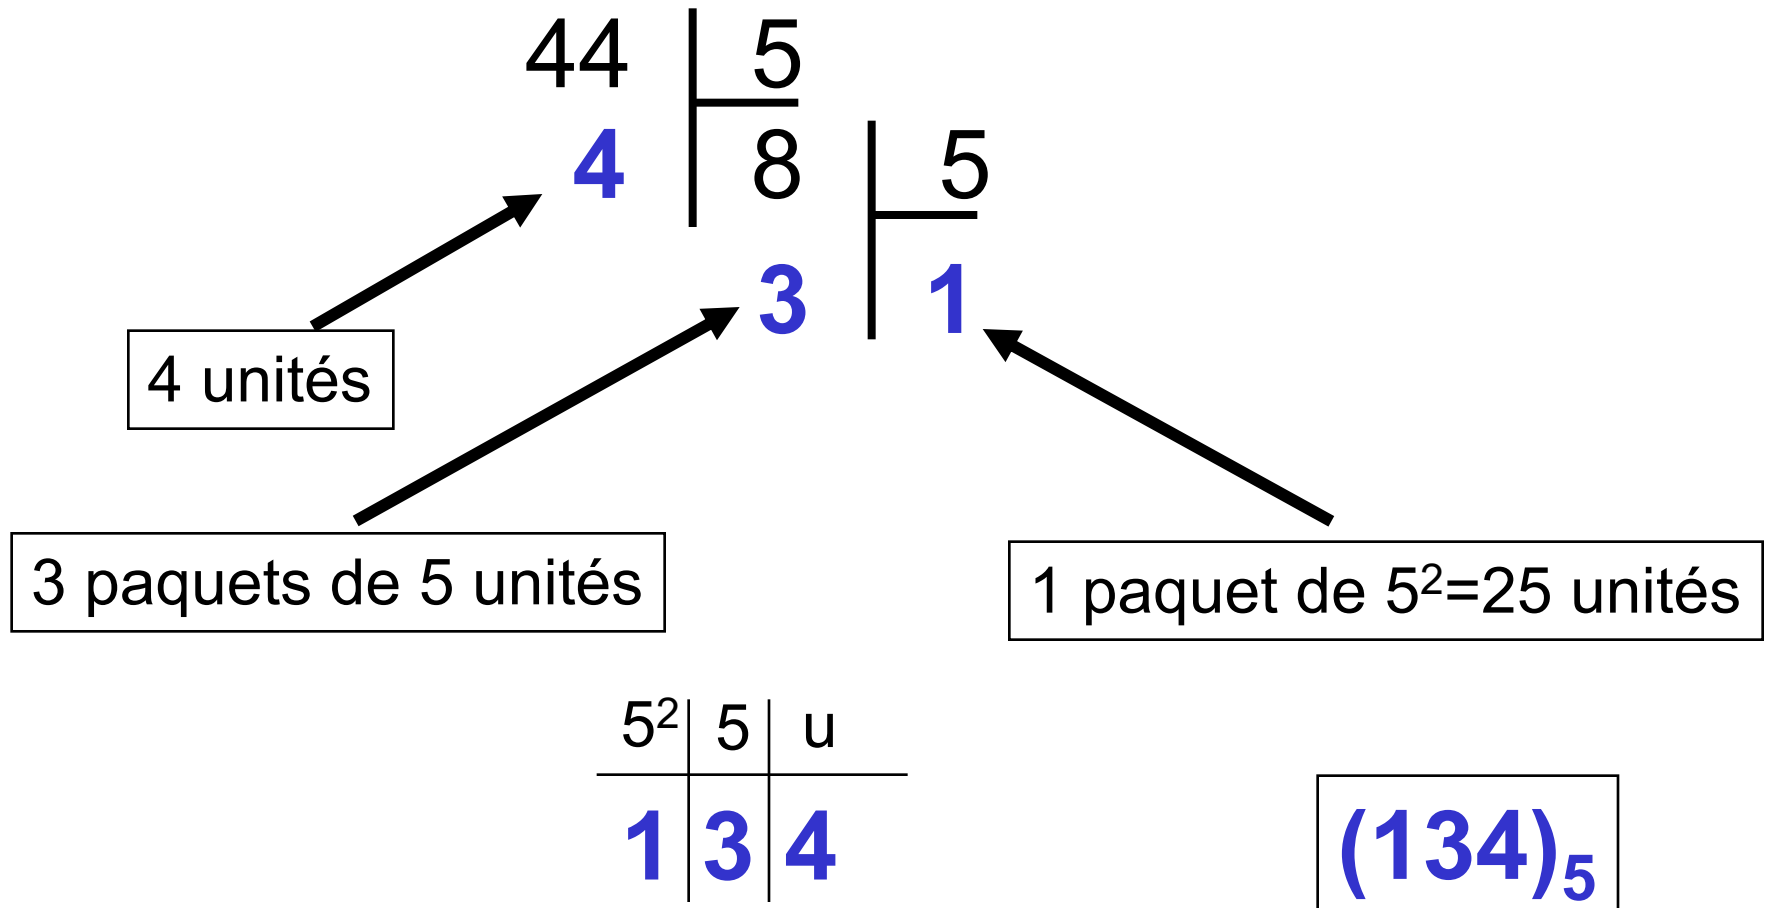 44 5
4 8 5
3 1
4 unités
3 paquets de 5 unités
1 paquet de 5²=25 unités
5² 5 u
1 3 4
(134)₅